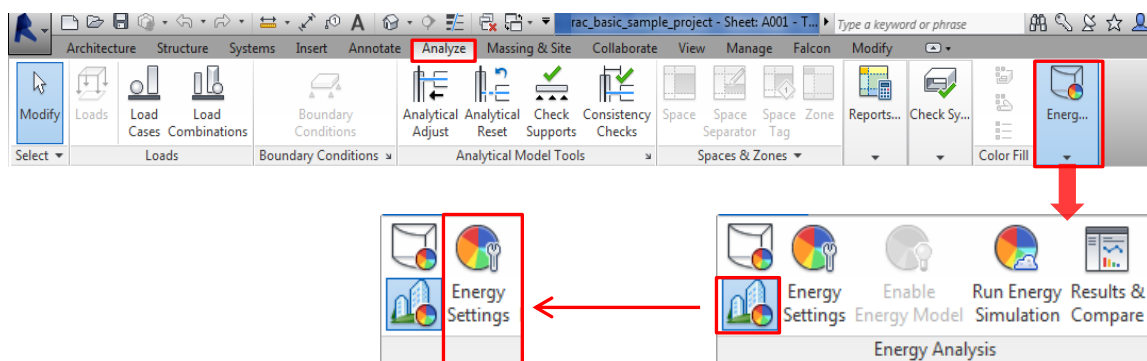 rac_basic_sample_project - Sheet: A001 - T... Type a keyword or phrase
Architecture Structure Systems Insert Annotate Analyze Massing & Site Collaborate View Manage Falcon Modify
Modify Loads Load Load Boundary Analytical Analytical Check Consistency Space Space Space Zone Reports... Check Sy... Energ...
Cases Combinations Conditions Adjust Reset Supports Checks Separator Tag
Select Loads Boundary Conditions Analytical Model Tools Spaces & Zones Color Fill
Energy
Settings
Energy Enable Run Energy Results &
Settings Energy Model Simulation Compare
Energy Analysis